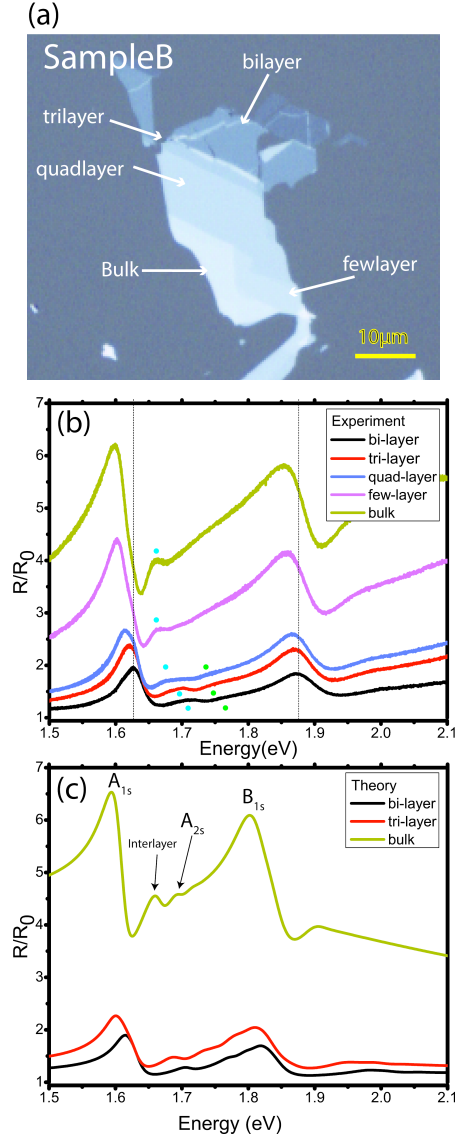 (a)
SampleB
bilayer
trilayer
quadlayer
Bulk
fewlayer
10μm
(b)
Experiment
bi-layer
tri-layer
quad-layer
few-layer
bulk
R/R0
7
6
5
4
3
2
1
1.5 1.6 1.7 1.8 1.9 2.0 2.1
Energy(eV)
(c)
A1s
Interlayer
A2s
B1s
Theory
bi-layer
tri-layer
bulk
R/R0
7
6
5
4
3
2
1
1.5 1.6 1.7 1.8 1.9 2.0 2.1
Energy (eV)